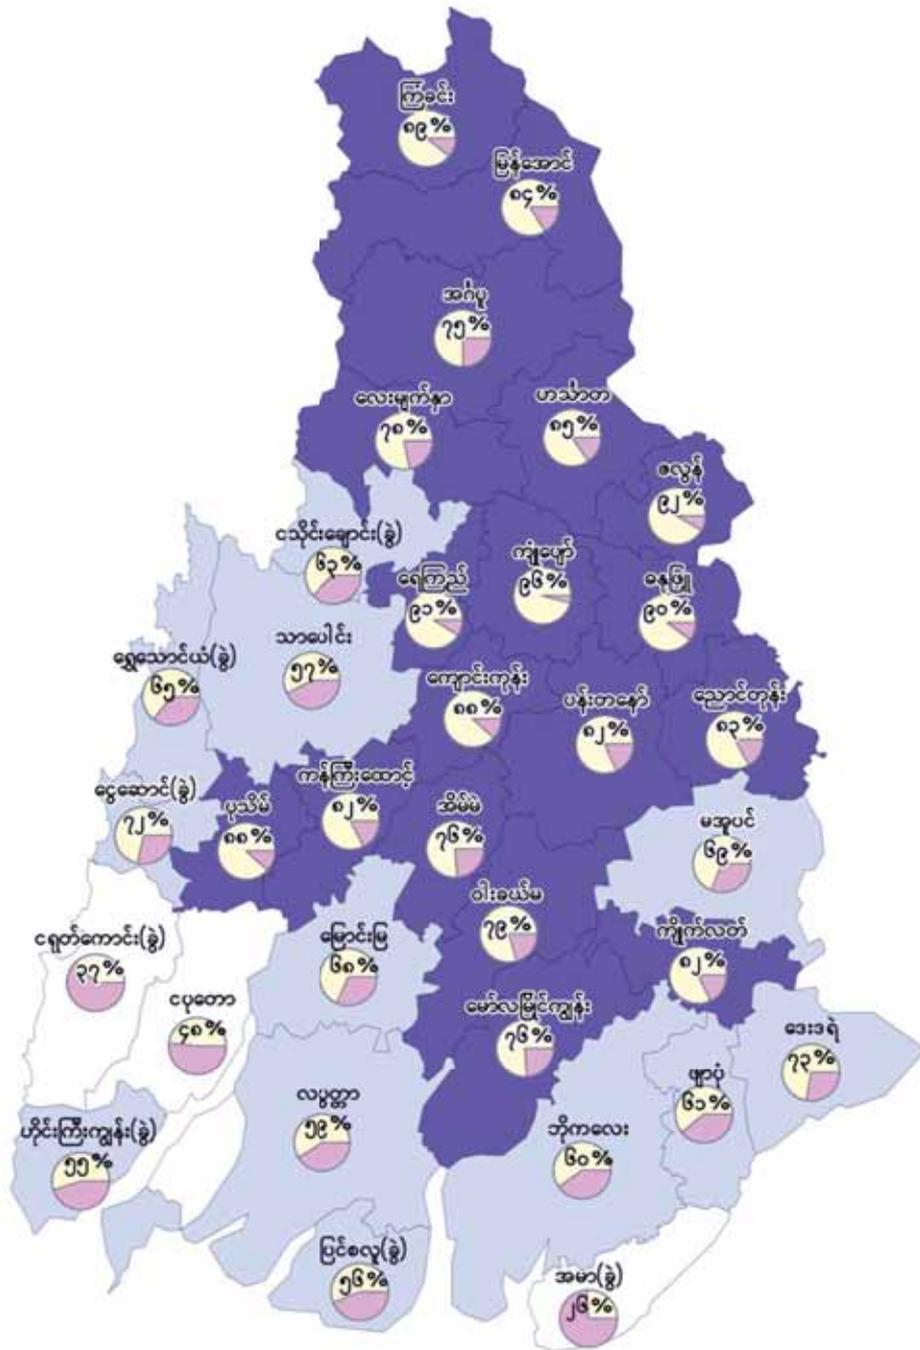 ကြံခင်း
၈၉%
မြန်အောင်
၈၄%
အင်္ဂပူ
၇၅%
လေးမျက်နှာ
၇၈%
ဟင်္သာတ
၈၅%
ဇလွန်
၉၂%
ငသိုင်းချောင်း(ခွဲ)
၆၃%
ရေကြည်
၉၁%
ကျုံပျော်
၉၆%
ဓနုဖြူ
၉၀%
ရွှေသောင်ယံ(ခွဲ)
၆၅%
သာပေါင်း
၅၇%
ကျောင်းကုန်း
၈၈%
ပန်းတနော်
၈၂%
ညောင်တုန်း
၈၃%
ငွေဆောင်(ခွဲ)
၇၂%
ပုသိမ်
၈၈%
ကန်ကြီးထောင့်
၈၂%
အိမ်မဲ
၇၆%
မအူပင်
၆၉%
ဝါးခယ်မ
၇၉%
ငရုတ်ကောင်း(ခွဲ)
၃၇%
မြောင်းမြ
၆၈%
ကျိုက်လတ်
၈၂%
ငပုတော
၄၈%
မော်လမြိုင်ကျွန်း
၇၆%
ဒေးဒရဲ
၇၃%
ဟိုင်းကြီးကျွန်း(ခွဲ)
၅၅%
လပွတ္တာ
၅၉%
ဘိုကလေး
၆၀%
ဖျာပုံ
၆၁%
ပြင်စလူ(ခွဲ)
၅၆%
အမာ(ခွဲ)
၂၆%